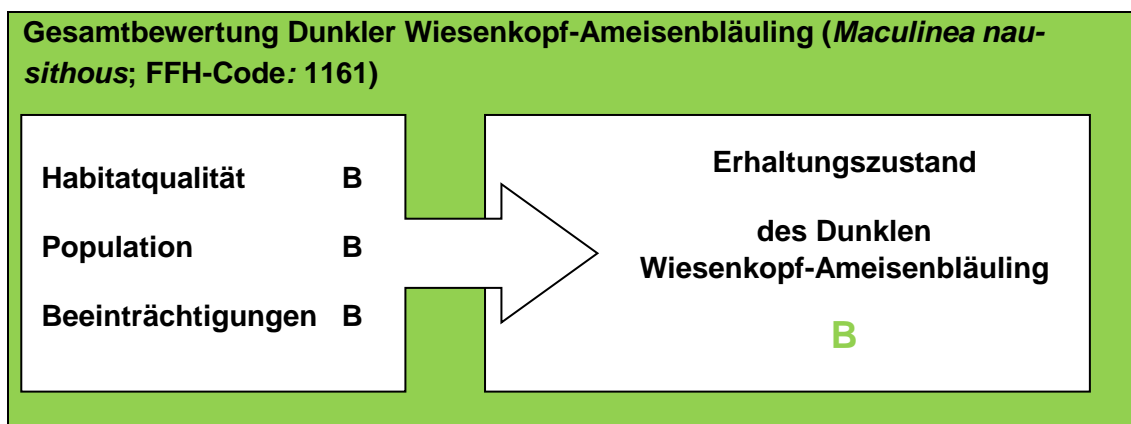 Gesamtbewertung Dunkler Wiesenkopf-Ameisenbläuling (Maculinea nau-
sithous; FFH-Code: 1161)
Habitatqualität B
Population B
Beeinträchtigungen B
Erhaltungszustand
des Dunklen
Wiesenkopf-Ameisenbläuling
B